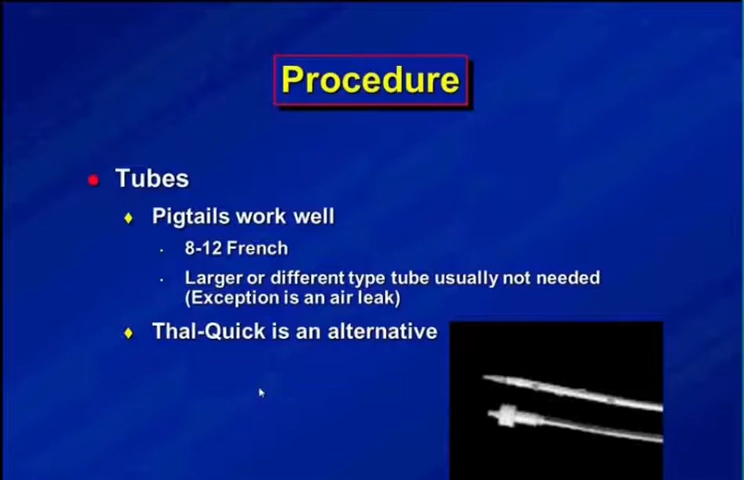 Procedure
Tubes
Pigtails work well
8-12 French
Larger or different type tube usually not needed
(Exception is an air leak)
Thal-Quick is an alternative